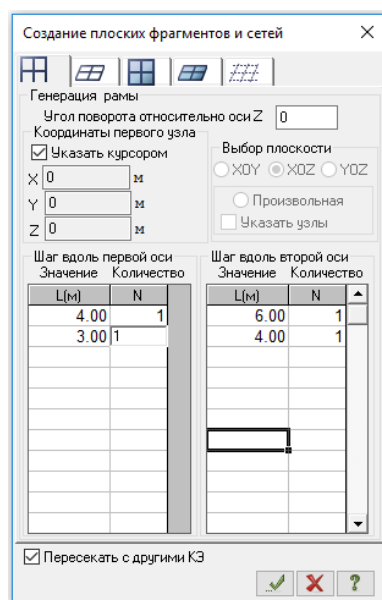 Создание плоских фрагментов и сетей
Генерация рамы
Угол поворота относительно оси Z 0
Координаты первого узла
Указать курсором
X 0 м
Y 0 м
Z 0 м
Выбор плоскости
XOY XOZ YOZ
Произвольная
Указать узлы
Шаг вдоль первой оси
Значение Количество
L(м) N
4.00 1
3.00 1
Шаг вдоль второй оси
Значение Количество
L(м) N
6.00 1
4.00 1
Пересекать с другими КЭ
?